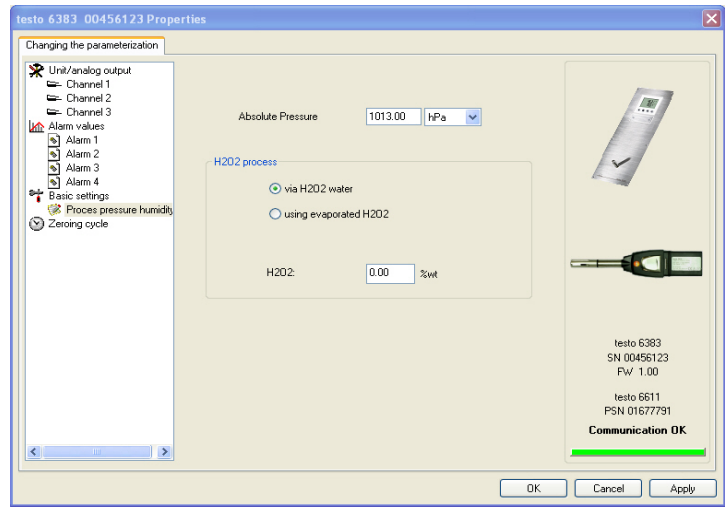 testo 6383 00456123 Properties
Changing the parameterization
Unit/analog output
Channel 1
Channel 2
Channel 3
Alarm values
Alarm 1
Alarm 2
Alarm 3
Alarm 4
Basic settings
Proces pressure humidity
Zeroing cycle
Absolute Pressure 1013.00 hPa
H2O2 process
via H2O2 water
using evaporated H2O2
H2O2: 0.00 %wt
testo 6383
SN 00456123
FW 1.00
testo 6611
PSN 01677791
Communication OK
OK Cancel Apply